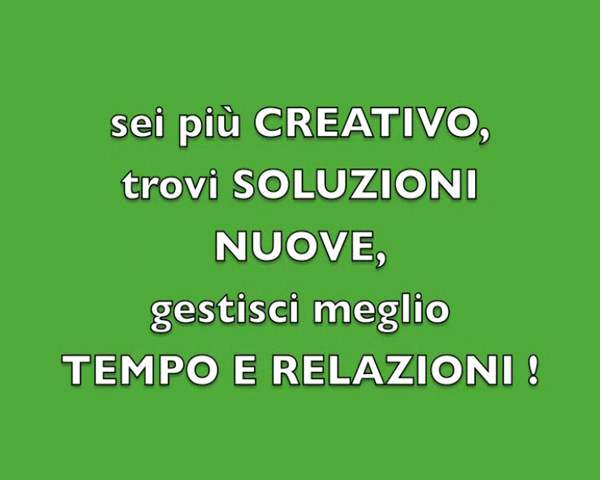 sei più CREATIVO,
trovi SOLUZIONI
NUOVE,
gestisci meglio
TEMPO E RELAZIONI !